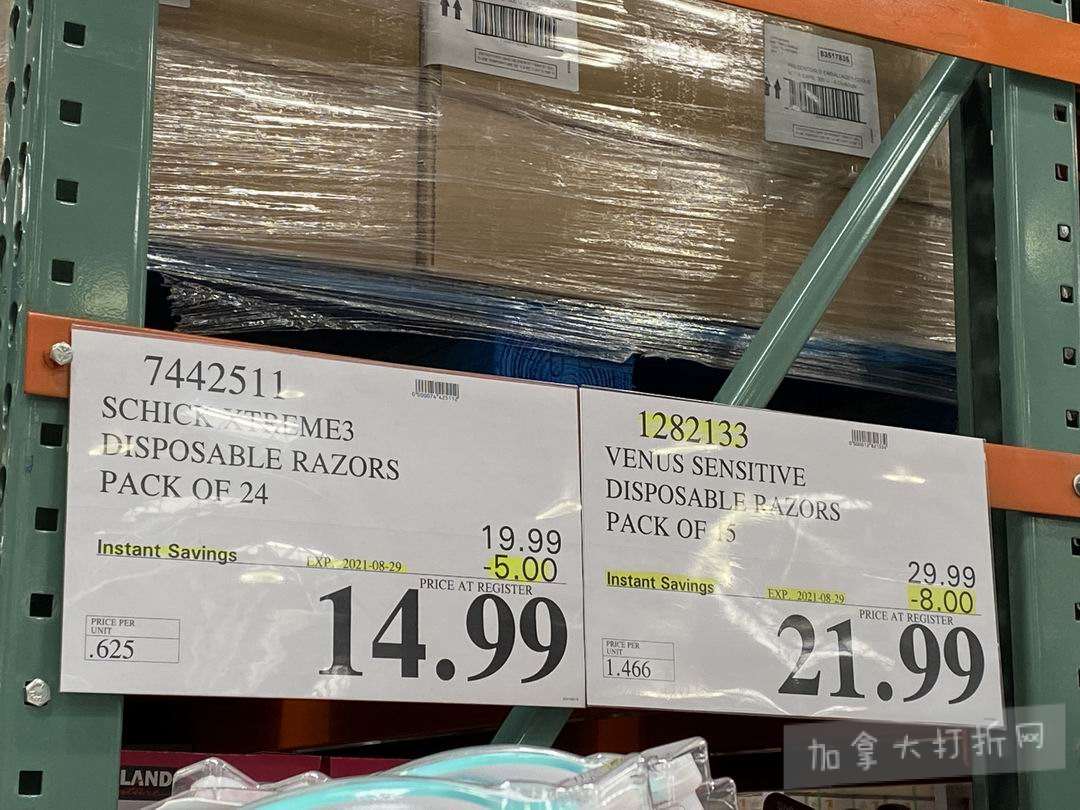 83517835
7442511
SCHICK XTREME3
DISPOSABLE RAZORS
PACK OF 24
19.99
Instant Savings
EXP. 2021-08-29
-5.00
PRICE AT REGISTER
14.99
PRICE PER
UNIT
.625
1282133
VENUS SENSITIVE
DISPOSABLE RAZORS
PACK OF 15
29.99
Instant Savings
EXP. 2021-08-29
-8.00
PRICE AT REGISTER
21.99
PRICE PER
UNIT
1.466
LAND
加拿大打折网